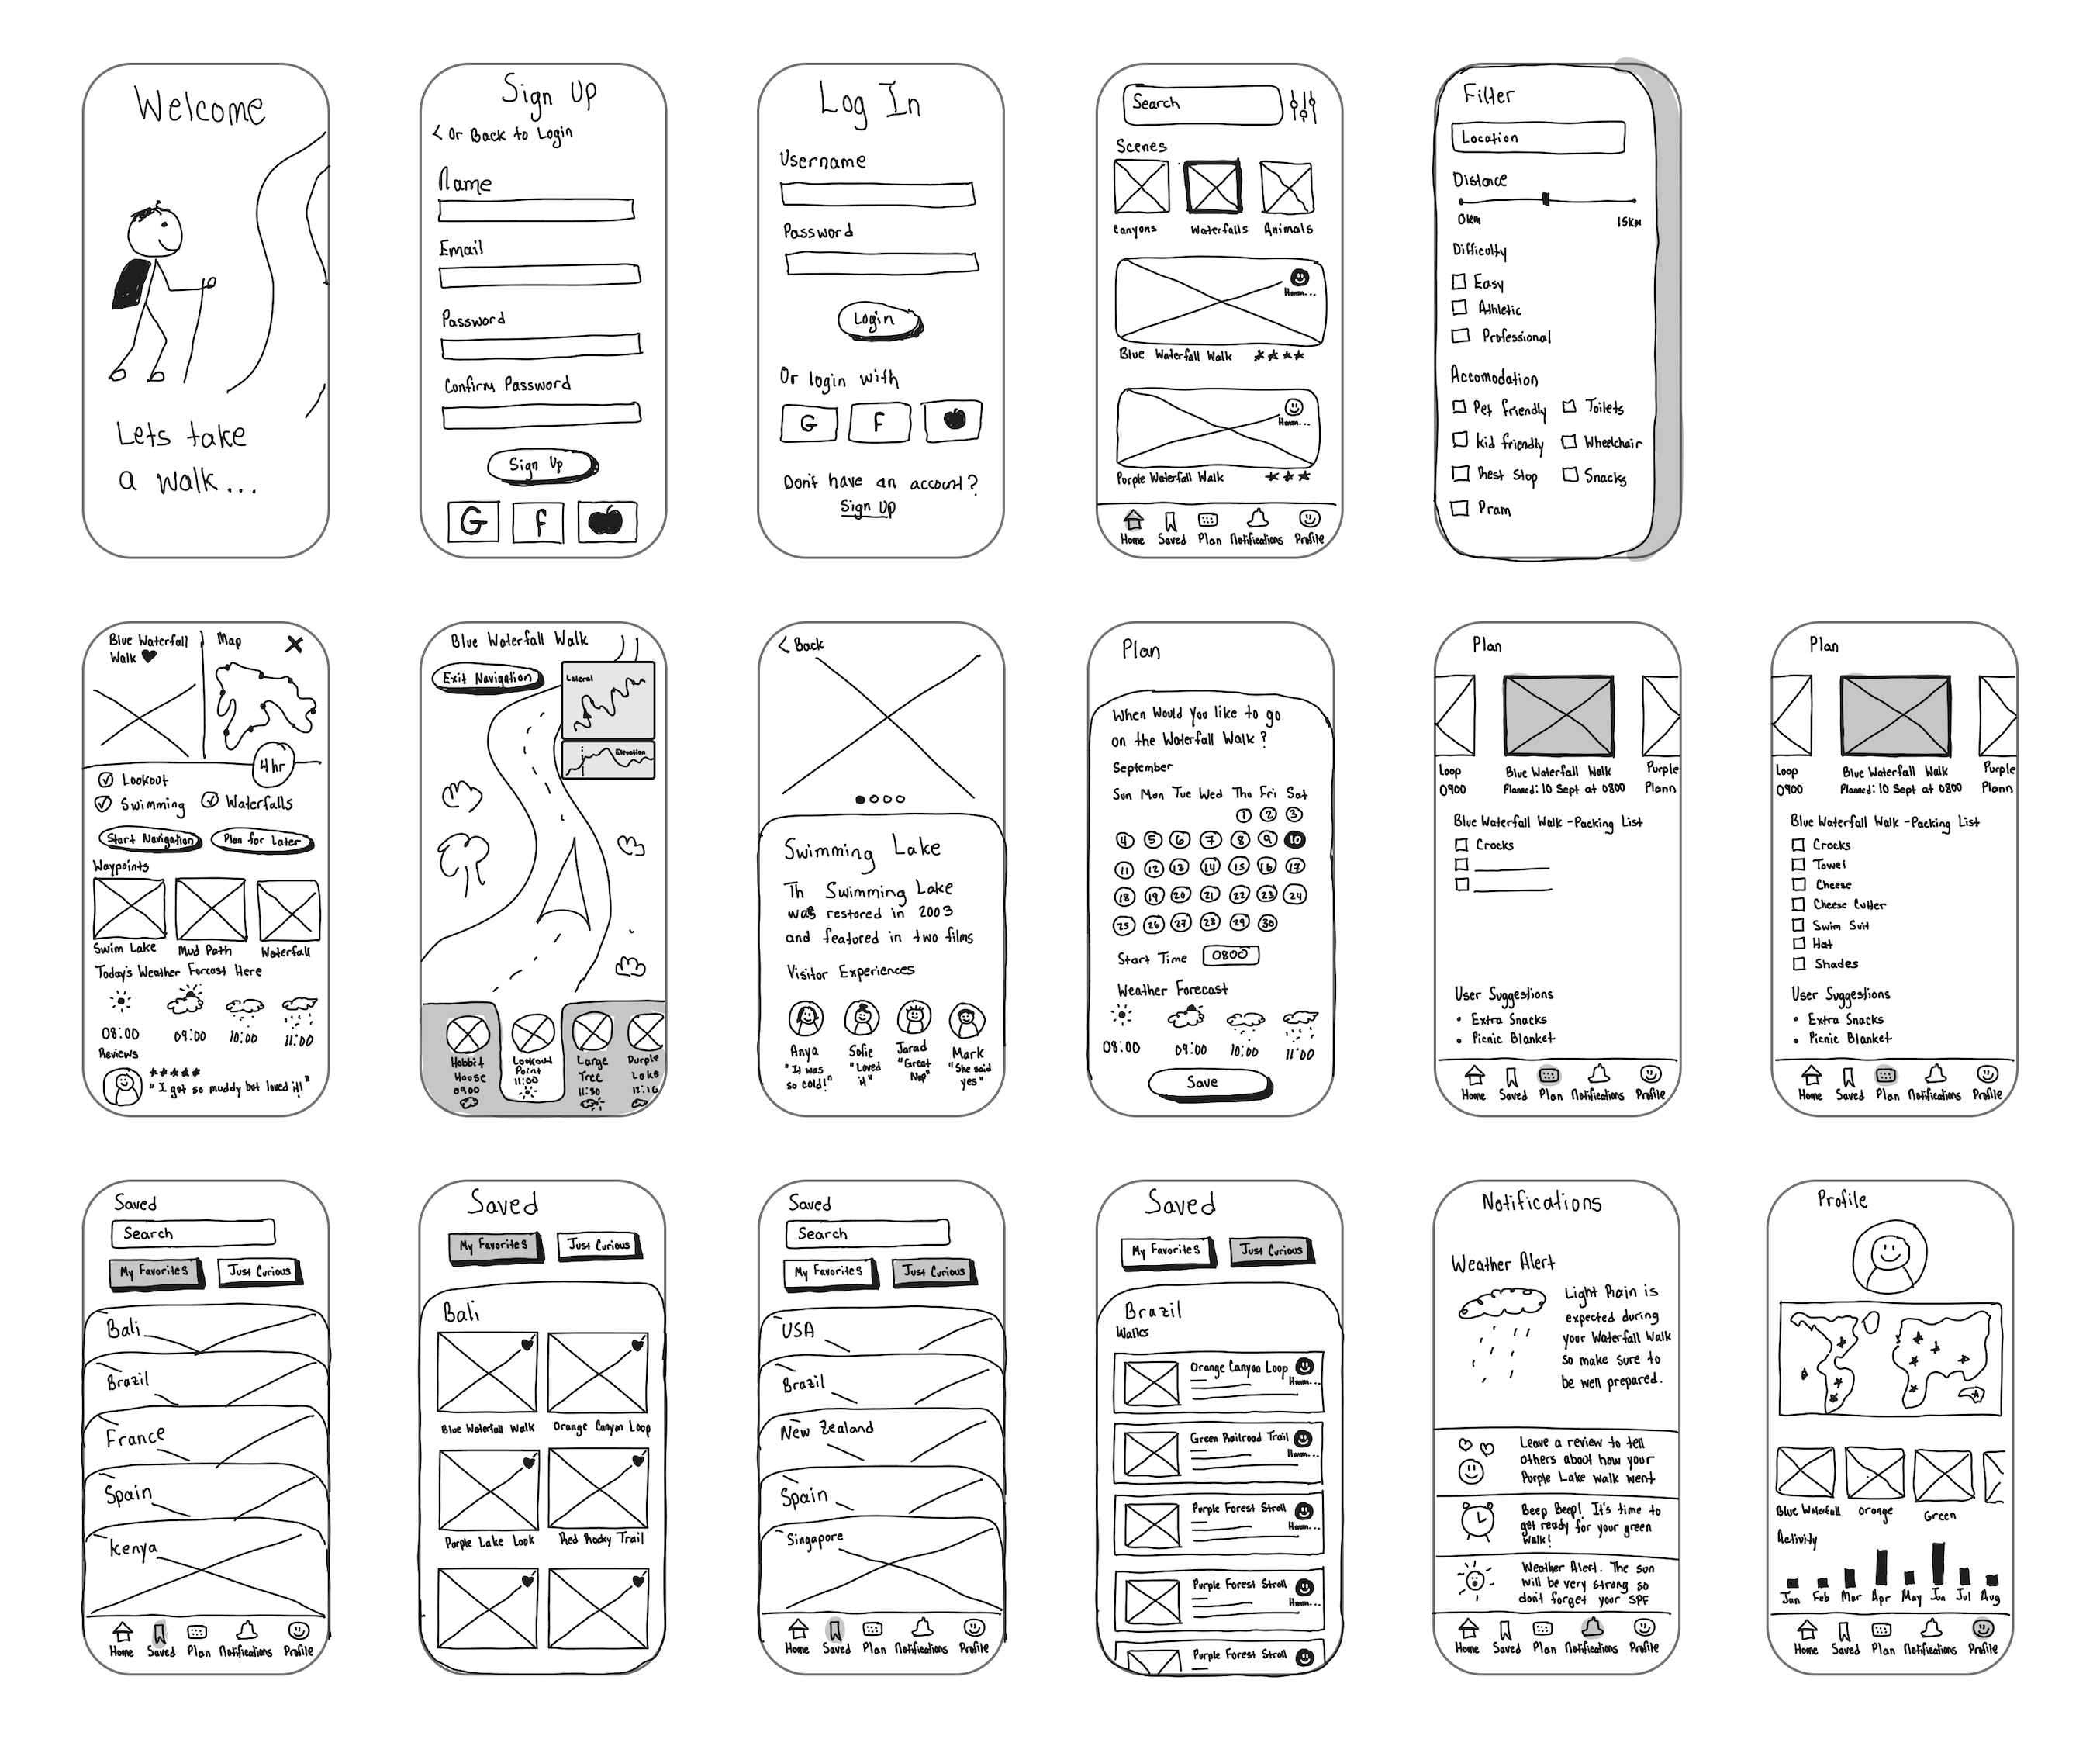 Welcome
Lets take
a walk...
Sign Up
< Or Back to Login
Name
Email
Password
Confirm Password
Sign Up
G f
Log In
Username
Password
Login
Or login with
G F
Don't have an account?
Sign Up
Search
Scenes
Canyons Waterfalls Animals
Hmm...
Blue Waterfall Walk ★★★★
Hmm...
Purple Waterfall Walk ★★★
Home Saved Plan Notifications Profile
Filter
Location
Distance
0km 15KM
Difficulty
Easy
Athletic
Professional
Accomodation
Pet friendly Toilets
kid friendly Wheelchair
Rest Stop Snacks
Pram
Blue Waterfall
Walk
Map
4hr
Lookout
Swimming Waterfalls
Start Navigation Plan for Later
Waypoints
Swim Lake Mud Path Waterfall
Today's Weather Forcast Here
08:00 09:00 10:00 11:00
Reviews
★★★★★
"I got so muddy but loved it!"
Blue Waterfall Walk
Exit Navigation
Lateral
Elevation
Hobbit
House
0900
Lookout
Point
11:00
Large
Tree
11:30
Purple
Lake
12:10
< Back
Swimming Lake
Th Swimming Lake
was restored in 2003
and featured in two films
Visitor Experiences
Anya
"It was
so cold!"
Sofie
"Loved
it"
Jarad
"Great
Nap"
Mark
"She said
yes"
Plan
When Would you like to go
on the Waterfall Walk?
September
Sun Mon Tue Wed Thu Fri Sat
1 2 3
4 5 6 7 8 9 10
11 12 13 14 15 16 17
18 19 20 21 22 23 24
25 26 27 28 29 30
Start Time 0800
Weather Forecast
08:00 09:00 10:00 11:00
Save
Plan
Loop
0900
Blue Waterfall Walk
Planned: 10 Sept at 0800
Purple
Plann
Blue Waterfall Walk -Packing List
Crocks
User Suggestions
• Extra Snacks
• Picnic Blanket
Home Saved Plan Notifications Profile
Plan
Loop
0900
Blue Waterfall Walk
Planned: 10 Sept at 0800
Purple
Plann
Blue Waterfall Walk -Packing List
Crocks
Towel
Cheese
Cheese Cutter
Swim Suit
Hat
Shades
User Suggestions
• Extra Snacks
• Picnic Blanket
Home Saved Plan Notifications Profile
Saved
Search
My Favorites Just Curious
Bali
Brazil
France
Spain
Kenya
Home Saved Plan Notifications Profile
Saved
My Favorites Just Curious
Bali
Blue Waterfall Walk Orange Canyon Loop
Purple Lake Look Red Rocky Trail
Saved
Search
My Favorites Just Curious
USA
Brazil
New Zealand
Spain
Singapore
Home Saved Plan Notifications Profile
Saved
My Favorites Just Curious
Brazil
Walks
Orange Canyon Loop
Hmm...
Green Railroad Trail
Hmm...
Purple Forest Stroll
Hmm...
Purple Forest Stroll
Hmm...
Purple Forest Stroll
Notifications
Weather Alert
Light Rain is
expected during
your Waterfall Walk
so make sure to
be well prepared.
Leave a review to tell
others about how your
Purple Lake walk went
Beep Beep! It's time to
get ready for your green
walk!
Weather Alert. The sun
will be very strong so
dont forget your SPF
Home Saved Plan Notifications Profile
Profile
Blue Waterfall Orange Green
Activity
Jan Feb Mar Apr May Jun Jul Aug
Home Saved Plan Notifications Profile